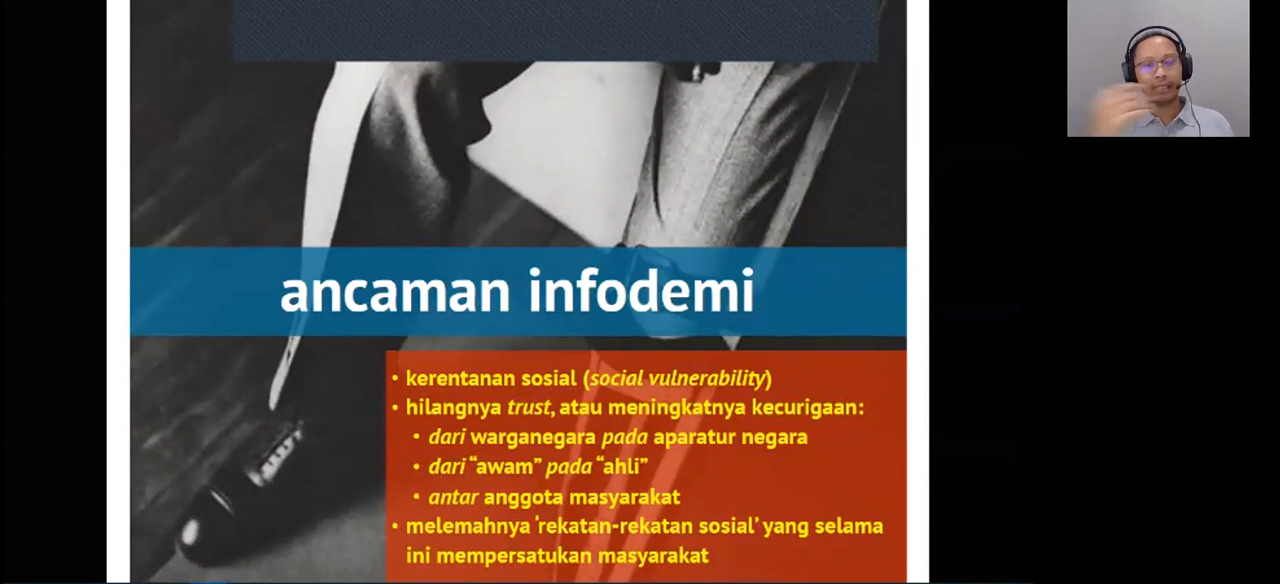 ancaman infodemi
• kerentanan sosial (social vulnerability)
• hilangnya trust, atau meningkatnya kecurigaan:
• dari warganegara pada aparatur negara
• dari “awam” pada “ahli”
• antar anggota masyarakat
• melemahnya ‘rekatan-rekatan sosial’ yang selama
ini mempersatukan masyarakat